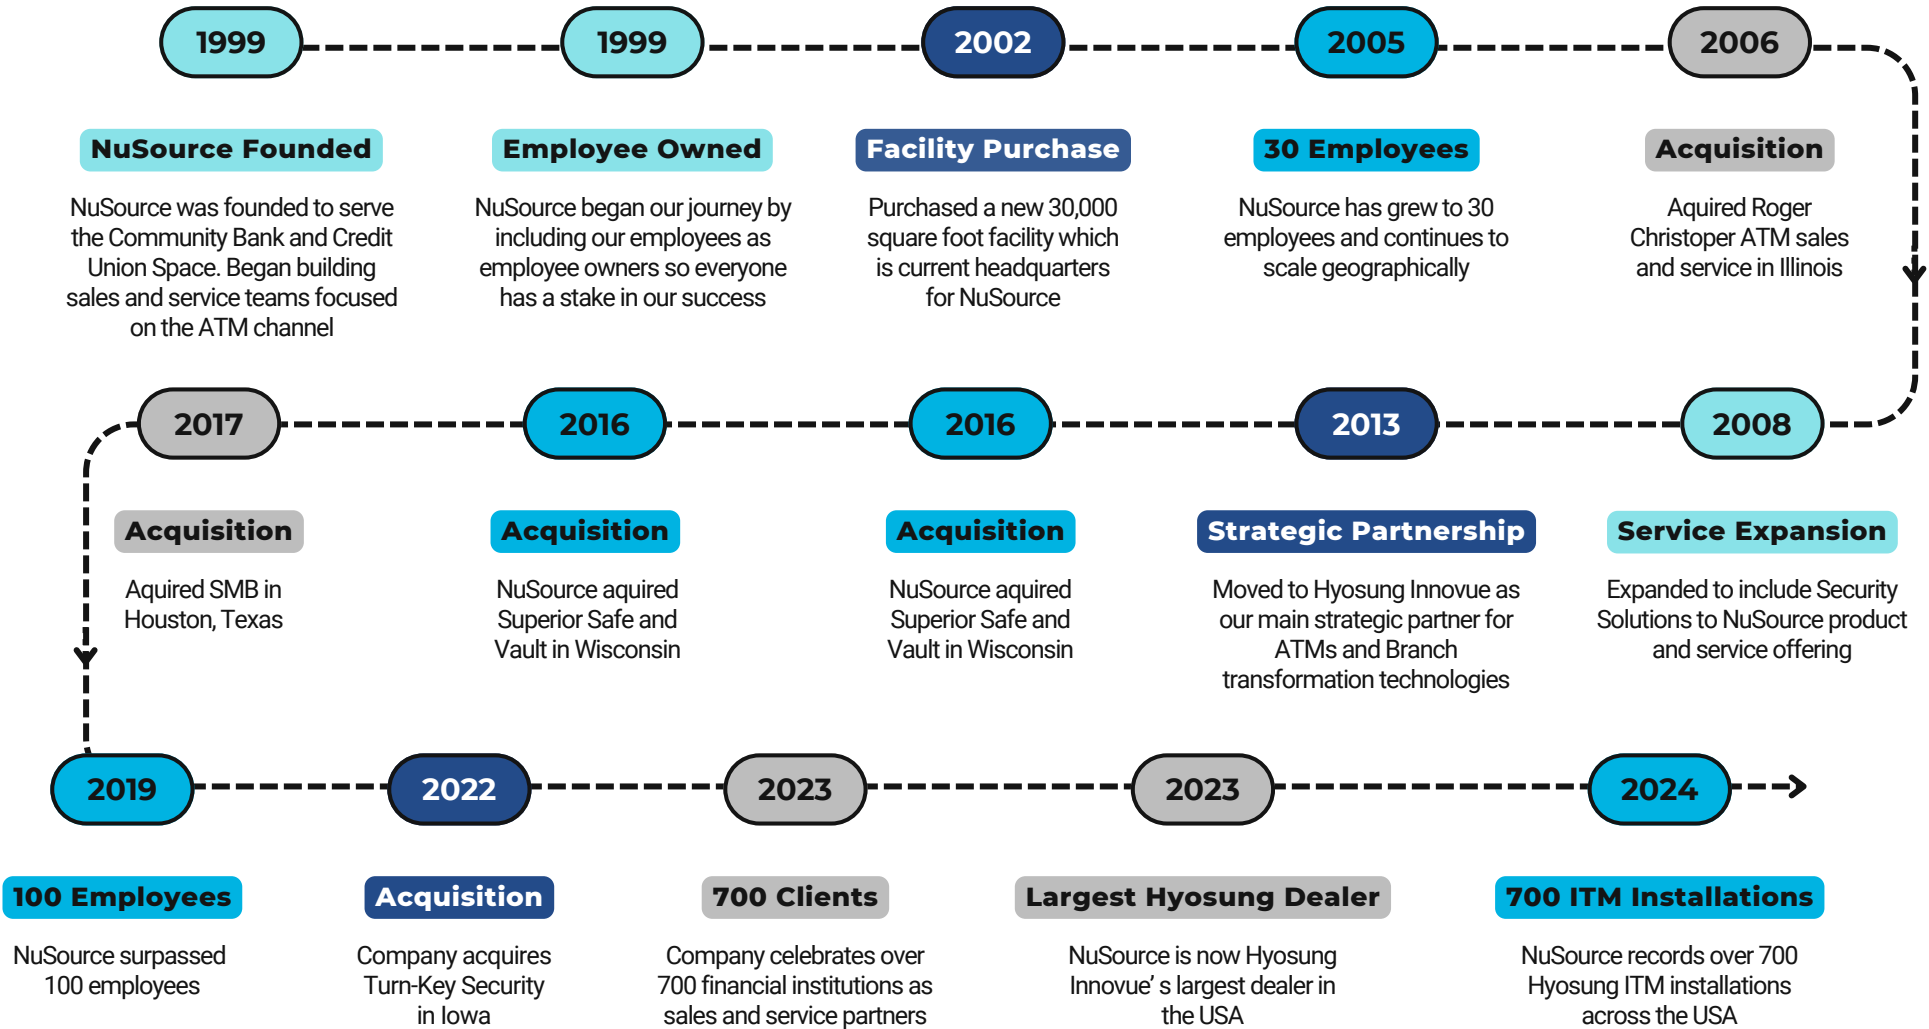 1999
1999
2002
2005
2006
NuSource Founded
NuSource was founded to serve
the Community Bank and Credit
Union Space. Began building
sales and service teams focused
on the ATM channel
Employee Owned
NuSource began our journey by
including our employees as
employee owners so everyone
has a stake in our success
Facility Purchase
Purchased a new 30,000
square foot facility which
is current headquarters
for NuSource
30 Employees
NuSource has grew to 30
employees and continues to
scale geographically
Acquisition
Aquired Roger
Christoper ATM sales
and service in Illinois
2017
2016
2016
2013
2008
Acquisition
Aquired SMB in
Houston, Texas
Acquisition
NuSource aquired
Superior Safe and
Vault in Wisconsin
Acquisition
NuSource aquired
Superior Safe and
Vault in Wisconsin
Strategic Partnership
Moved to Hyosung Innovue as
our main strategic partner for
ATMs and Branch
transformation technologies
Service Expansion
Expanded to include Security
Solutions to NuSource product
and service offering
2019
2022
2023
2023
2024
100 Employees
NuSource surpassed
100 employees
Acquisition
Company acquires
Turn-Key Security
in Iowa
700 Clients
Company celebrates over
700 financial institutions as
sales and service partners
Largest Hyosung Dealer
NuSource is now Hyosung
Innovue' s largest dealer in
the USA
700 ITM Installations
NuSource records over 700
Hyosung ITM installations
across the USA